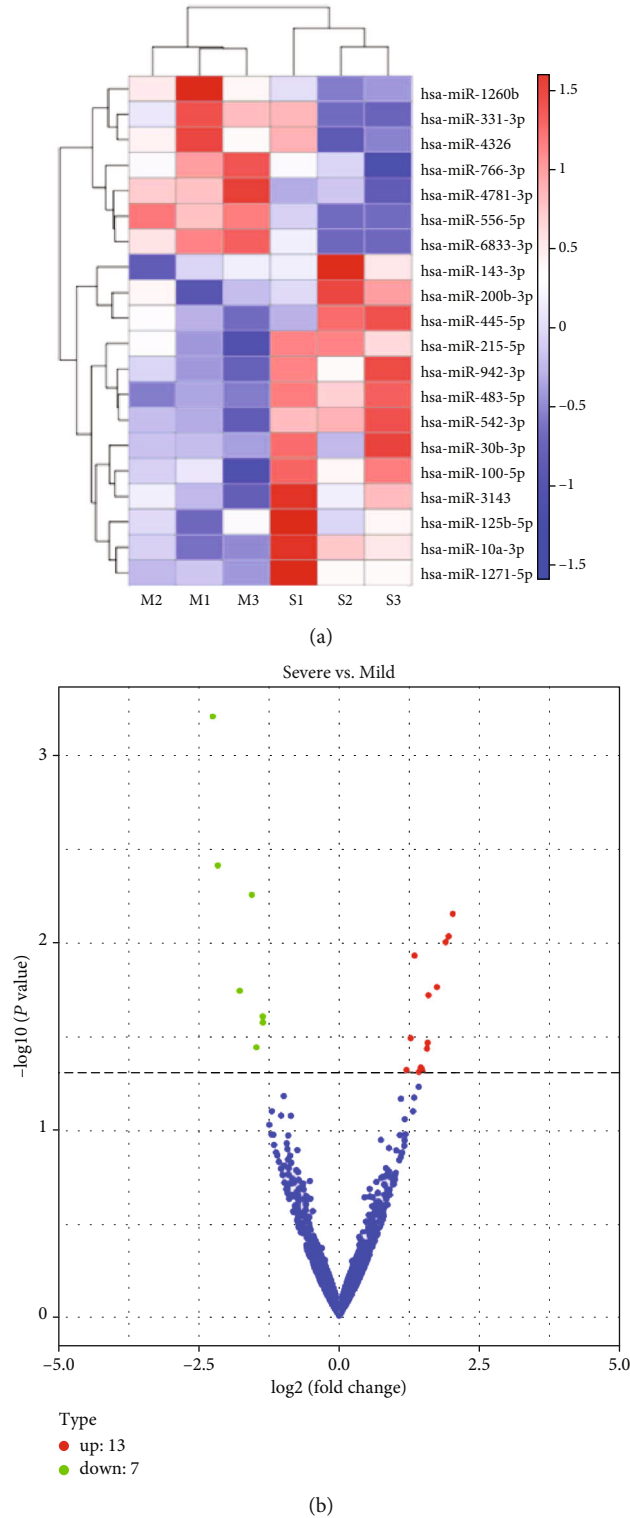 hsa-miR-1260b
hsa-miR-331-3p
hsa-miR-4326
hsa-miR-766-3p
hsa-miR-4781-3p
hsa-miR-556-5p
hsa-miR-6833-3p
hsa-miR-143-3p
hsa-miR-200b-3p
hsa-miR-445-5p
hsa-miR-215-5p
hsa-miR-942-3p
hsa-miR-483-5p
hsa-miR-542-3p
hsa-miR-30b-3p
hsa-miR-100-5p
hsa-miR-3143
hsa-miR-125b-5p
hsa-miR-10a-3p
hsa-miR-1271-5p
1.5
1
0.5
0
−0.5
−1
−1.5
M2 M1 M3 S1 S2 S3
(a)
Severe vs. Mild
−log10 (P value)
3
2
1
0
−5.0 −2.5 0.0 2.5 5.0
log2 (fold change)
Type
up: 13
down: 7
(b)